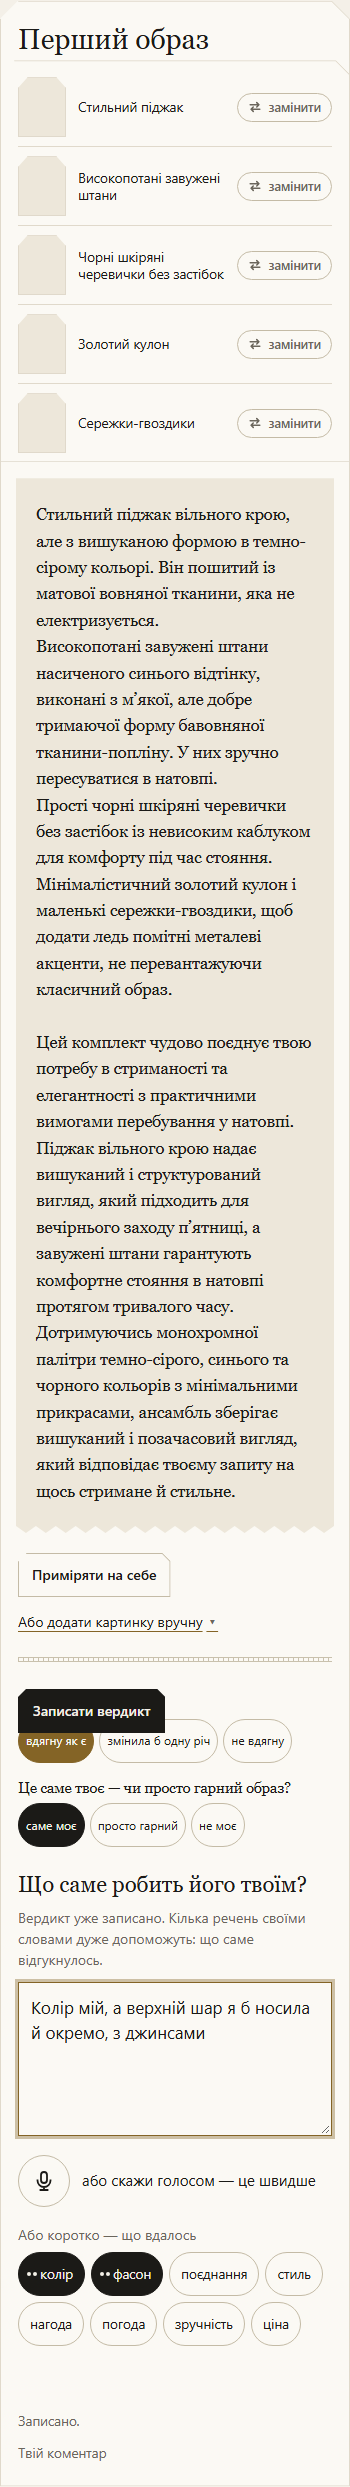 Перший образ
Стильний піджак
замінити
Високопотані завужені
штани
замінити
Чорні шкіряні
черевички без застібок
замінити
Золотий кулон
замінити
Сережки-гвоздики
замінити
Стильний піджак вільного крою,
але з вишуканою формою в темно-
сірому кольорі. Він пошитий із
матової вовняної тканини, яка не
електризується.
Високопотані завужені штани
насиченого синього відтінку,
виконані з м’якої, але добре
тримаючої форму бавовняної
тканини-попліну. У них зручно
пересуватися в натовпі.
Прості чорні шкіряні черевички
без застібок із невисоким каблуком
для комфорту під час стояння.
Мінімалістичний золотий кулон і
маленькі сережки-гвоздики, щоб
додати ледь помітні металеві
акценти, не перевантажуючи
класичний образ.
Цей комплект чудово поєднує твою
потребу в стриманості та
елегантності з практичними
вимогами перебування у натовпі.
Піджак вільного крою надає
вишуканий і структурований
вигляд, який підходить для
вечірнього заходу п’ятниці, а
завужені штани гарантують
комфортне стояння в натовпі
протягом тривалого часу.
Дотримуючись монохромної
палітри темно-сірого, синього та
чорного кольорів з мінімальними
прикрасами, ансамбль зберігає
вишуканий і позачасовий вигляд,
який відповідає твоєму запиту на
щось стримане й стильне.
Приміряти на себе
Або додати картинку вручну
Записати вердикт
вдягну як є
змінила б одну річ
не вдягну
Це саме твоє — чи просто гарний образ?
саме моє
просто гарний
не моє
Що саме робить його твоїм?
Вердикт уже записано. Кілька речень своїми
словами дуже допоможуть: що саме
відгукнулось.
Колір мій, а верхній шар я б носила
й окремо, з джинсами
або скажи голосом — це швидше
Або коротко — що вдалось
колір
фасон
поєднання
стиль
нагода
погода
зручність
ціна
Записано.
Твій коментар